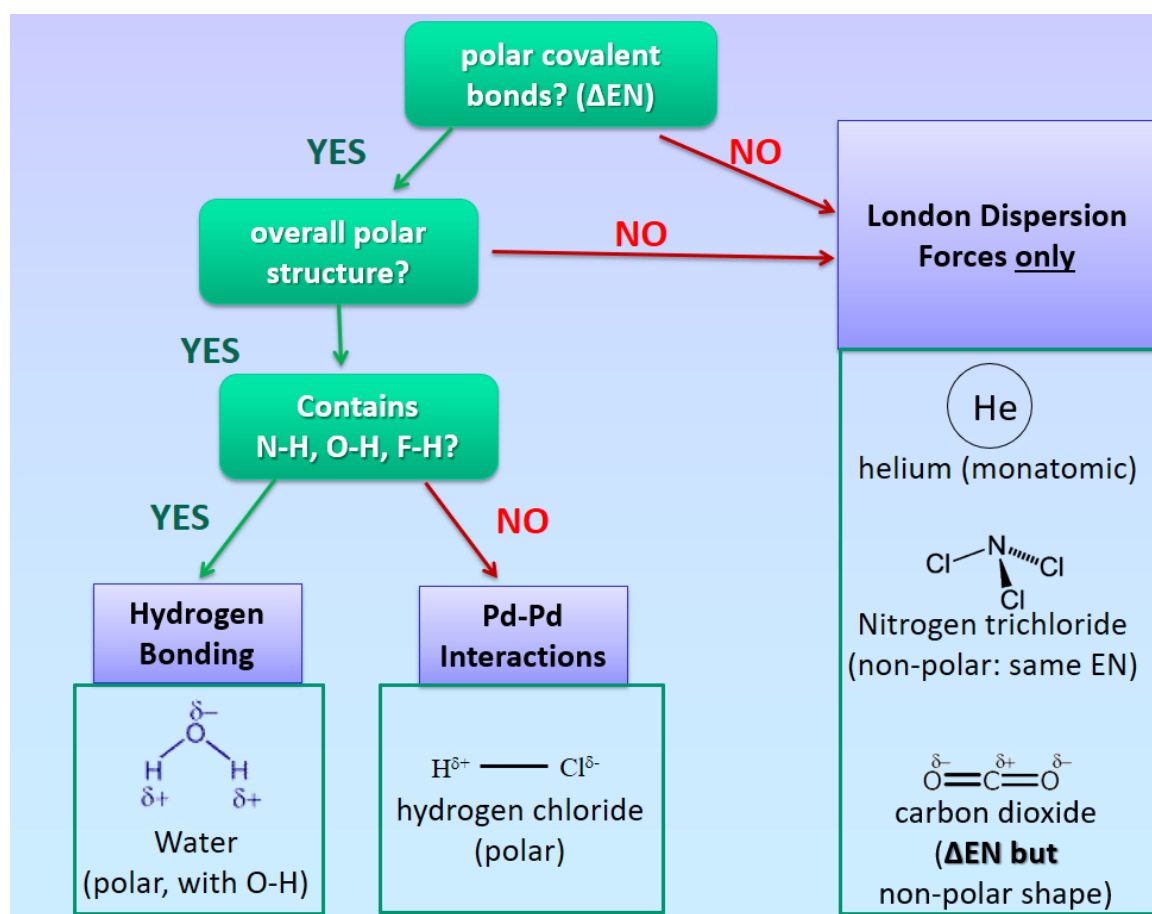 polar covalent
bonds? (ΔEN)
YES
NO
overall polar
structure?
NO
London Dispersion
Forces only
YES
Contains
N-H, O-H, F-H?
YES
NO
Hydrogen
Bonding
δ−
O
H H
δ+ δ+
Water
(polar, with O-H)
Pd-Pd
Interactions
Hδ+ Clδ-
hydrogen chloride
(polar)
He
helium (monatomic)
N
Cl Cl
Cl
Nitrogen trichloride
(non-polar: same EN)
δ− δ+ δ−
O=C=O
carbon dioxide
(ΔEN but
non-polar shape)